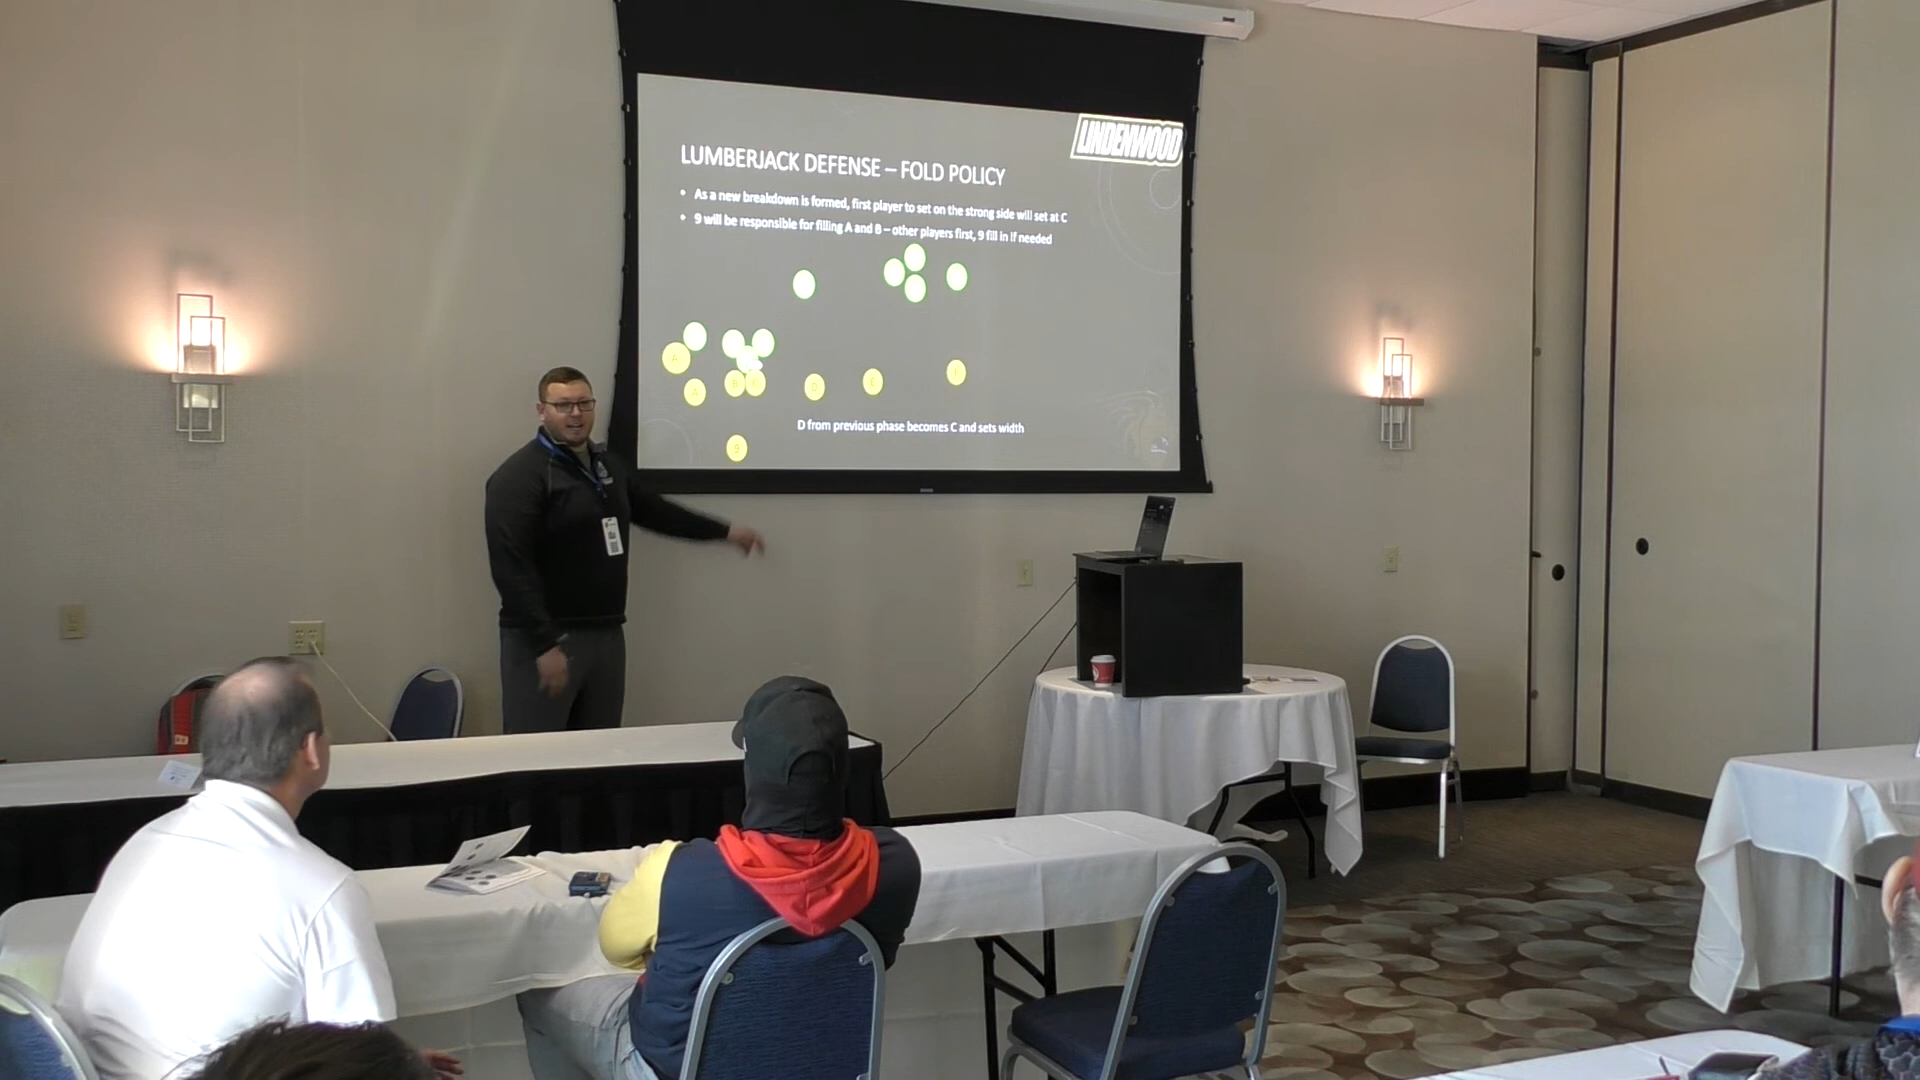 LINDENWOOD
LUMBERJACK DEFENSE – FOLD POLICY
• As a new breakdown is formed, first player to set on the strong side will set at C
• 9 will be responsible for filling A and B – other players first, 9 fill in if needed
A
A
B
D
9
D from previous phase becomes C and sets width